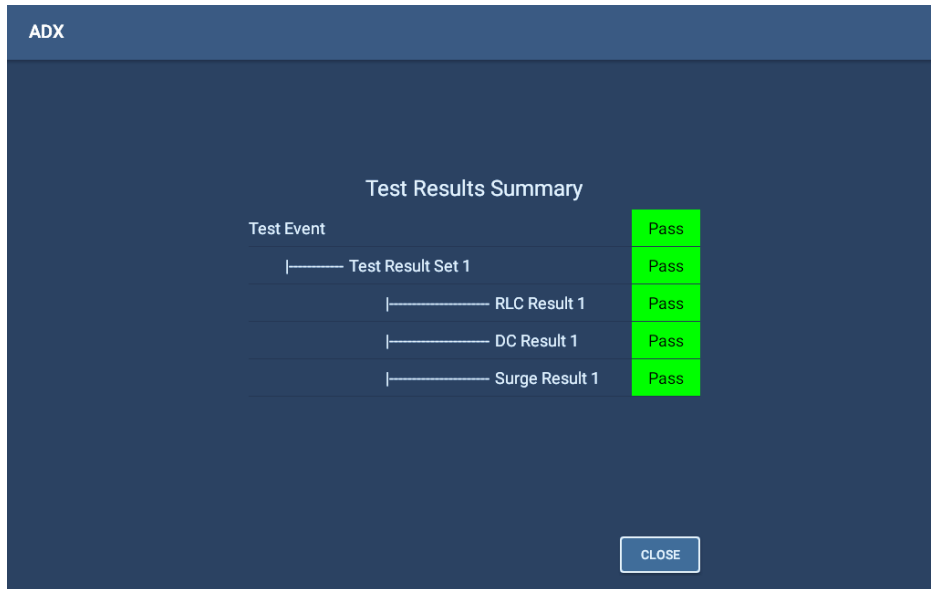 ADX
Test Results Summary
Test Event Pass
|------------ Test Result Set 1 Pass
|---------------------- RLC Result 1 Pass
|---------------------- DC Result 1 Pass
|---------------------- Surge Result 1 Pass
CLOSE